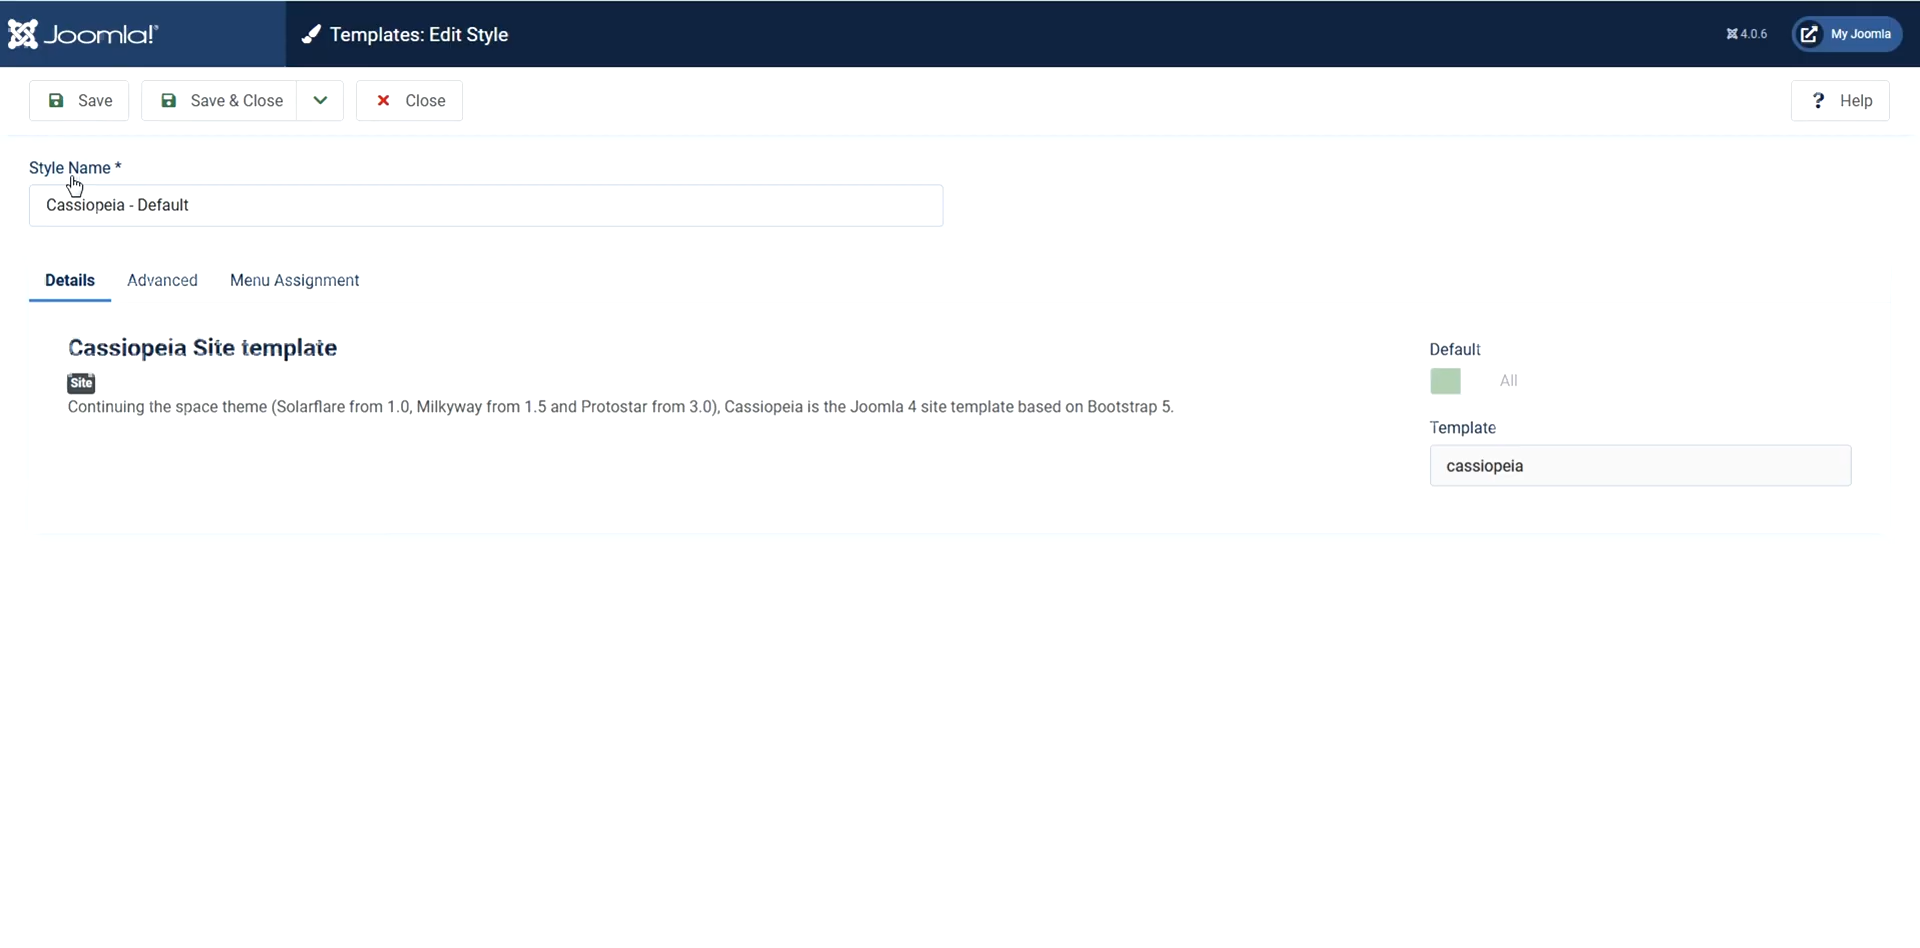 Joomla!®
Templates: Edit Style
4.0.6
My Joomla
Save
Save & Close
Close
? Help
Style Name *
Cassiopeia - Default
Details
Advanced
Menu Assignment
Cassiopeia Site template
Default
Site
All
Continuing the space theme (Solarflare from 1.0, Milkyway from 1.5 and Protostar from 3.0), Cassiopeia is the Joomla 4 site template based on Bootstrap 5.
Template
cassiopeia